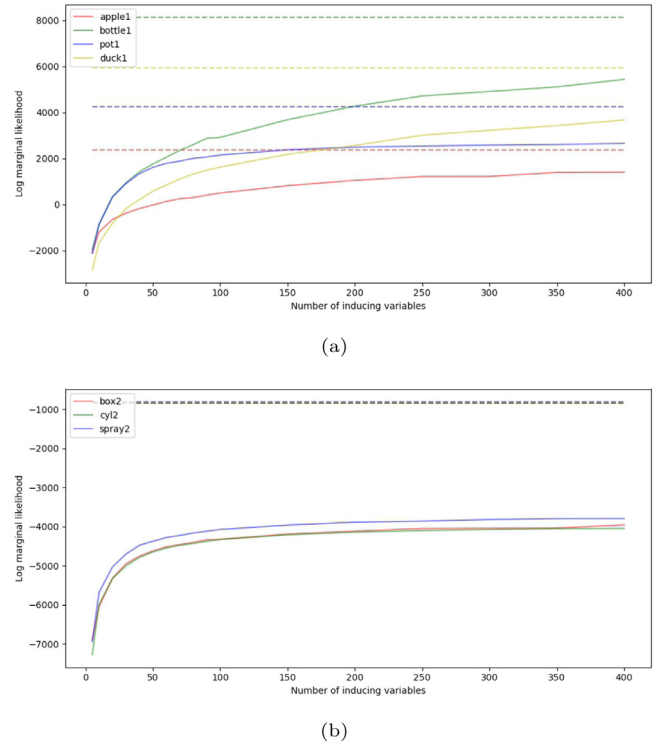 8000
6000
4000
2000
0
−2000
Log marginal likelihood
apple1
bottle1
pot1
duck1
0 50 100 150 200 250 300 350 400
Number of inducing variables
(a)
−1000
−2000
−3000
−4000
−5000
−6000
−7000
Log marginal likelihood
box2
cyl2
spray2
0 50 100 150 200 250 300 350 400
Number of inducing variables
(b)